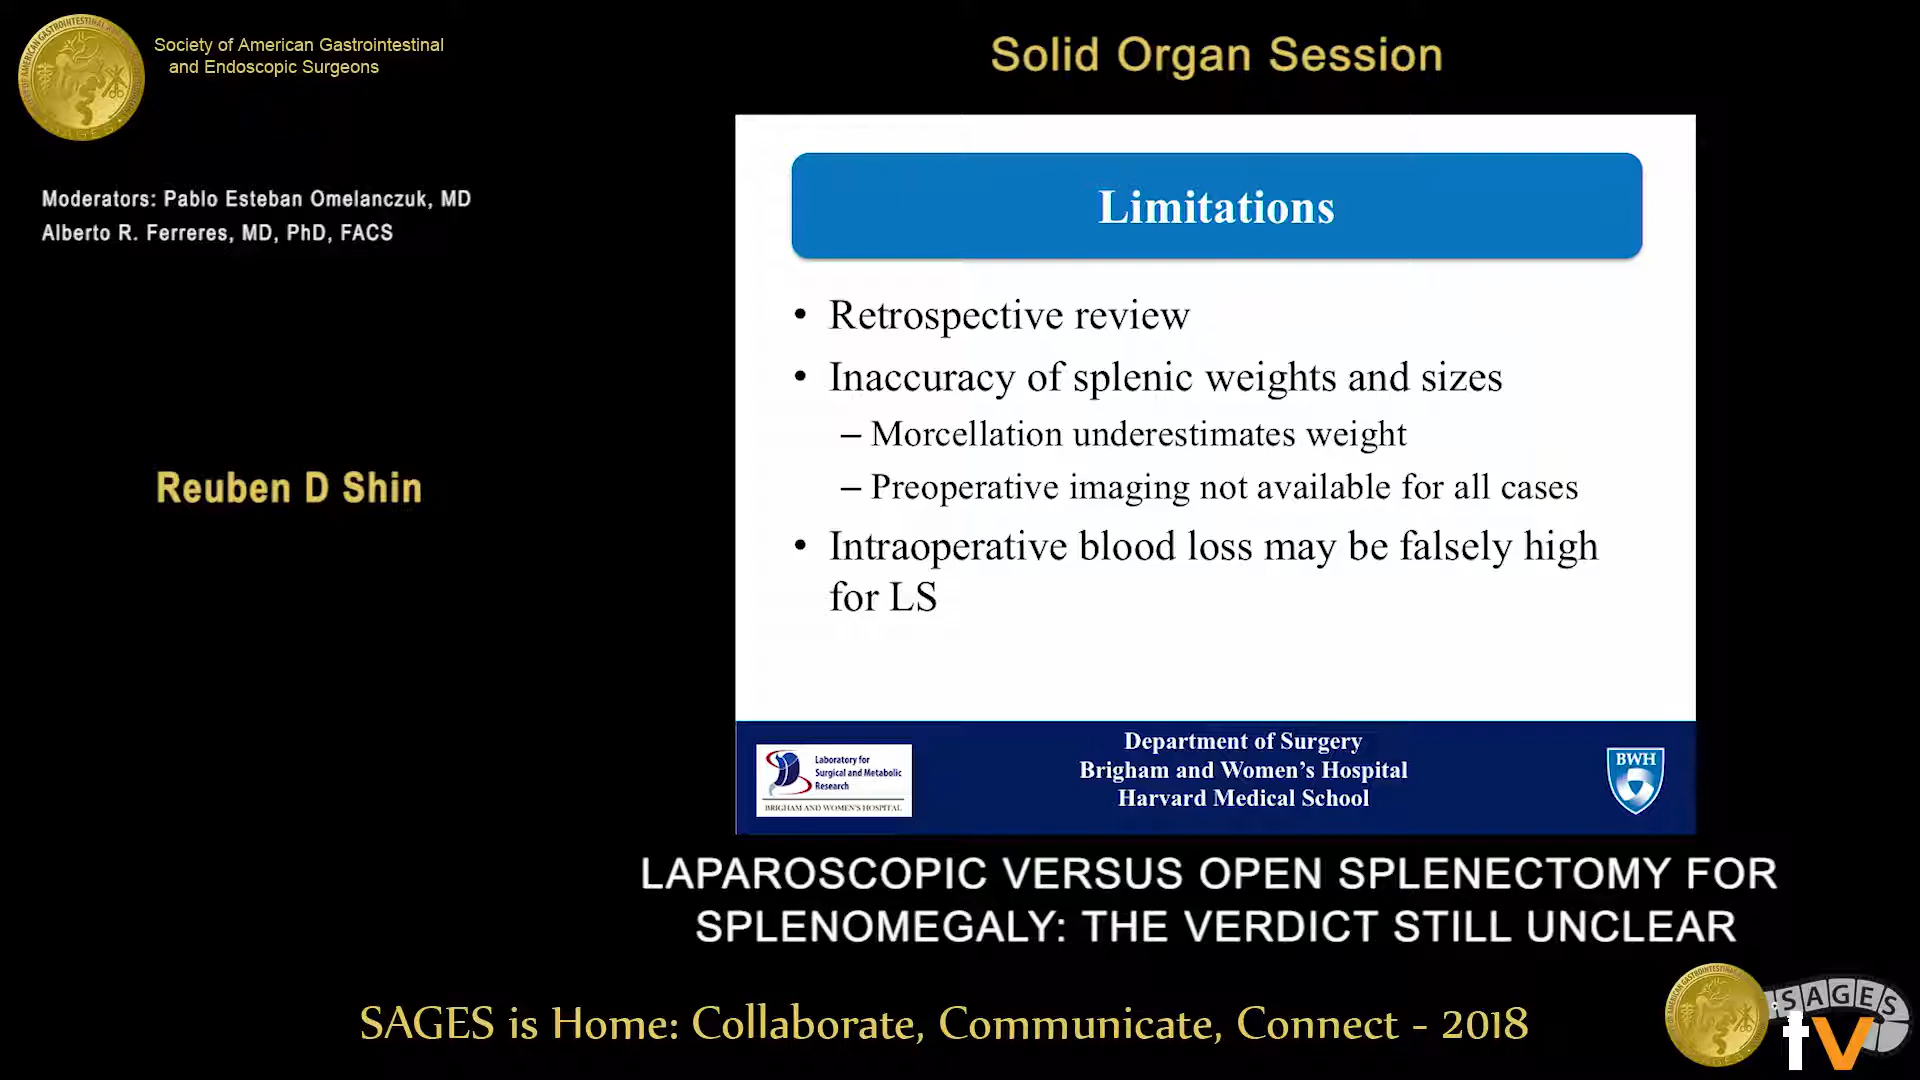 Society of American Gastrointestinal
and Endoscopic Surgeons
Solid Organ Session
Moderators: Pablo Esteban Omelanczuk, MD
Alberto R. Ferreres, MD, PhD, FACS
Reuben D Shin
Limitations
• Retrospective review
• Inaccuracy of splenic weights and sizes
– Morcellation underestimates weight
– Preoperative imaging not available for all cases
• Intraoperative blood loss may be falsely high
for LS
Laboratory for
Surgical and Metabolic
Research
BRIGHAM AND WOMEN'S HOSPITAL
Department of Surgery
Brigham and Women's Hospital
Harvard Medical School
BWH
LAPAROSCOPIC VERSUS OPEN SPLENECTOMY FOR
SPLENOMEGALY: THE VERDICT STILL UNCLEAR
SAGES is Home: Collaborate, Communicate, Connect - 2018
SAGES
tv